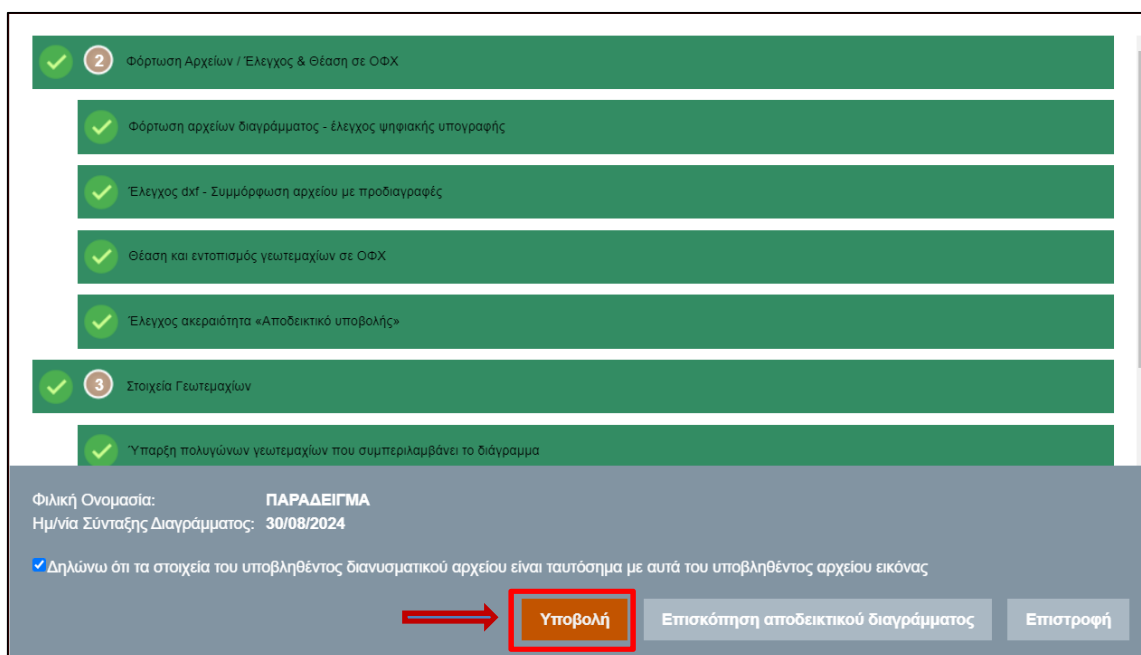 2 Φόρτωση Αρχείων / Έλεγχος & Θέαση σε ΟΦΧ
Φόρτωση αρχείων διαγράμματος - έλεγχος ψηφιακής υπογραφής
Έλεγχος dxf - Συμμόρφωση αρχείου με προδιαγραφές
Θέαση και εντοπισμός γεωτεμαχίων σε ΟΦΧ
Έλεγχος ακεραιότητα «Αποδεικτικό υποβολής»
3 Στοιχεία Γεωτεμαχίων
Ύπαρξη πολυγώνων γεωτεμαχίων που συμπεριλαμβάνει το διάγραμμα
Φιλική Ονομασία: ΠΑΡΑΔΕΙΓΜΑ
Ημ/νία Σύνταξης Διαγράμματος: 30/08/2024
Δηλώνω ότι τα στοιχεία του υποβληθέντος διανυσματικού αρχείου είναι ταυτόσημα με αυτά του υποβληθέντος αρχείου εικόνας
Υποβολή Επισκόπηση αποδεικτικού διαγράμματος Επιστροφή